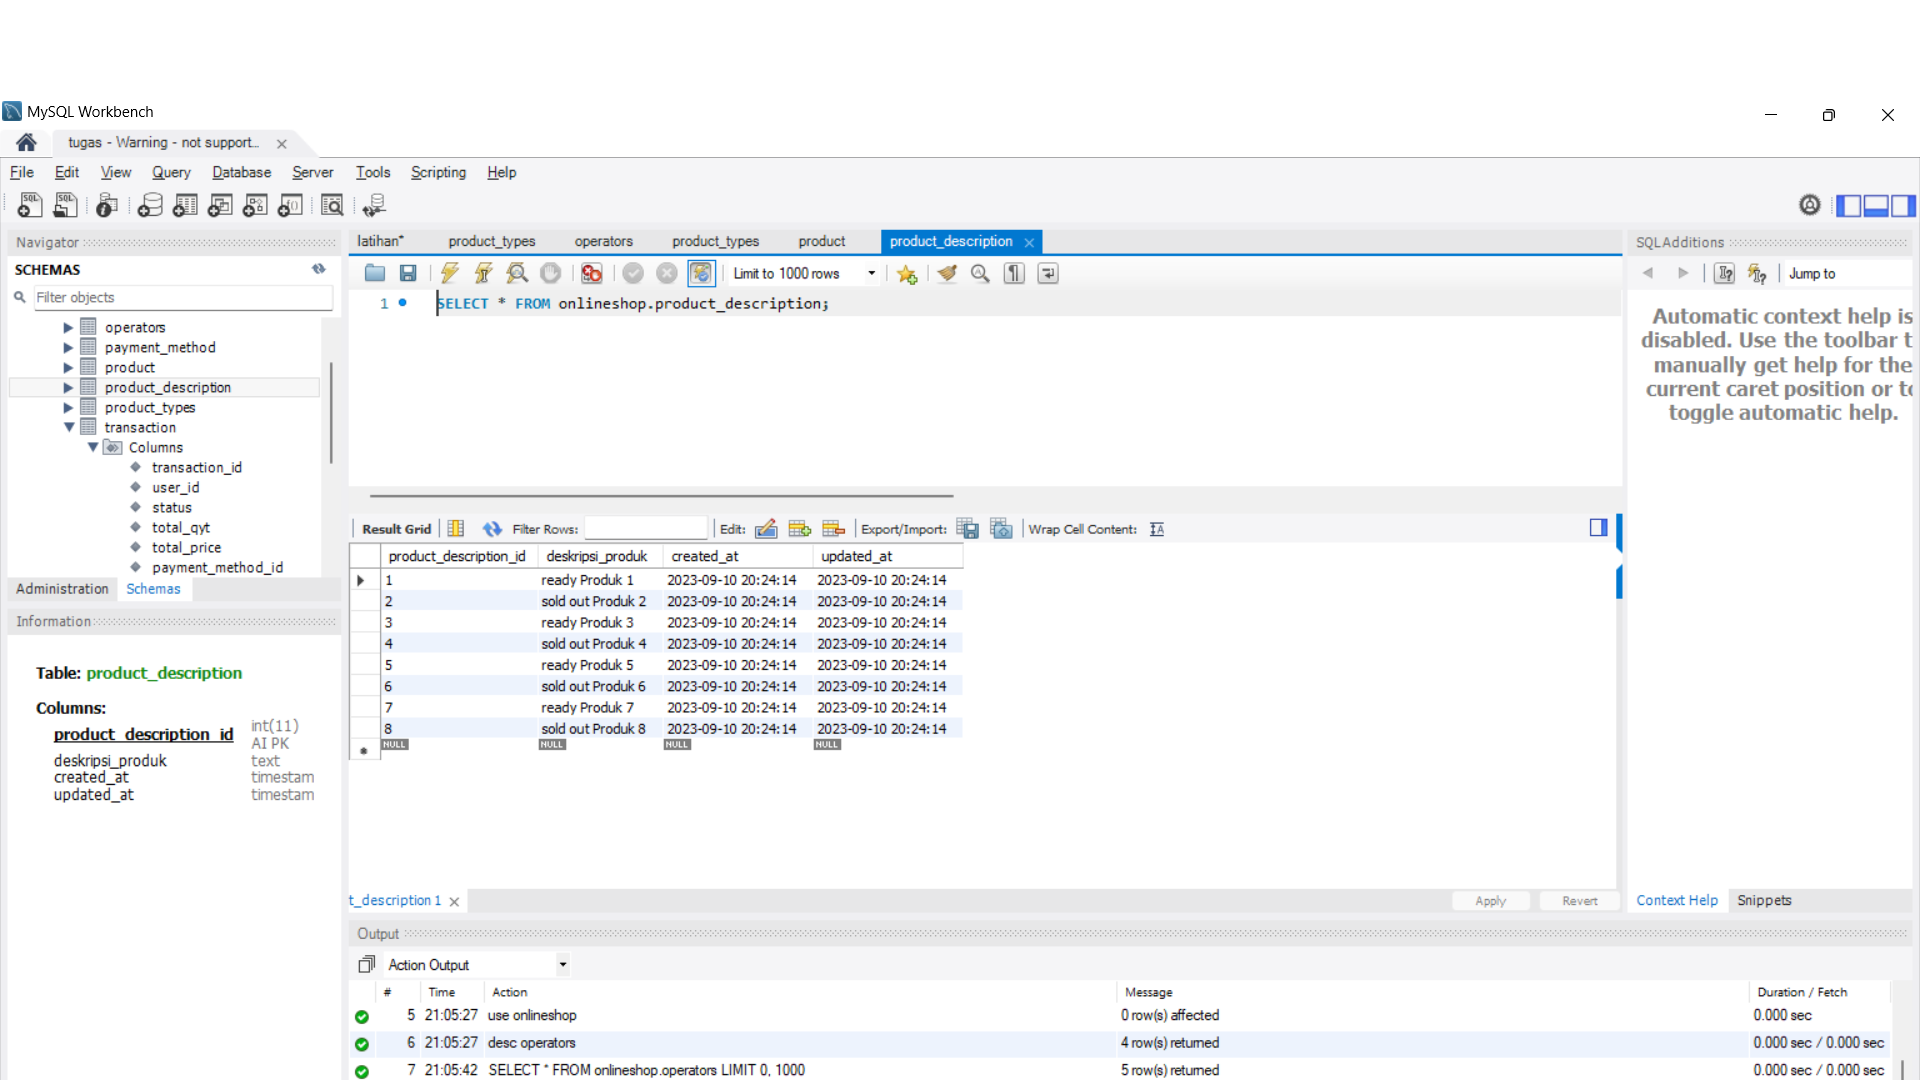 MySQL Workbench
tugas - Warning - not support...
File Edit View Query Database Server Tools Scripting Help
Navigator
SCHEMAS
Filter objects
operators
payment_method
product
product_description
product_types
transaction
Columns
transaction_id
user_id
status
total_qyt
total_price
payment_method_id
Administration Schemas
Information
Table: product_description
Columns:
product_description_id int(11) AI PK
deskripsi_produk text
created_at timestam
updated_at timestam
latihan* product_types operators product_types product product_description
Limit to 1000 rows
1 SELECT * FROM onlineshop.product_description;
Result Grid Filter Rows: Edit: Export/Import: Wrap Cell Content:
product_description_id deskripsi_produk created_at updated_at
1 ready Produk 1 2023-09-10 20:24:14 2023-09-10 20:24:14
2 sold out Produk 2 2023-09-10 20:24:14 2023-09-10 20:24:14
3 ready Produk 3 2023-09-10 20:24:14 2023-09-10 20:24:14
4 sold out Produk 4 2023-09-10 20:24:14 2023-09-10 20:24:14
5 ready Produk 5 2023-09-10 20:24:14 2023-09-10 20:24:14
6 sold out Produk 6 2023-09-10 20:24:14 2023-09-10 20:24:14
7 ready Produk 7 2023-09-10 20:24:14 2023-09-10 20:24:14
8 sold out Produk 8 2023-09-10 20:24:14 2023-09-10 20:24:14
NULL NULL NULL NULL
t_description 1
Apply Revert
SQLAdditions
Jump to
Automatic context help is
disabled. Use the toolbar t
manually get help for the
current caret position or to
toggle automatic help.
Context Help Snippets
Output
Action Output
# Time Action Message Duration / Fetch
5 21:05:27 use onlineshop 0 row(s) affected 0.000 sec
6 21:05:27 desc operators 4 row(s) returned 0.000 sec / 0.000 sec
7 21:05:42 SELECT * FROM onlineshop.operators LIMIT 0, 1000 5 row(s) returned 0.000 sec / 0.000 sec